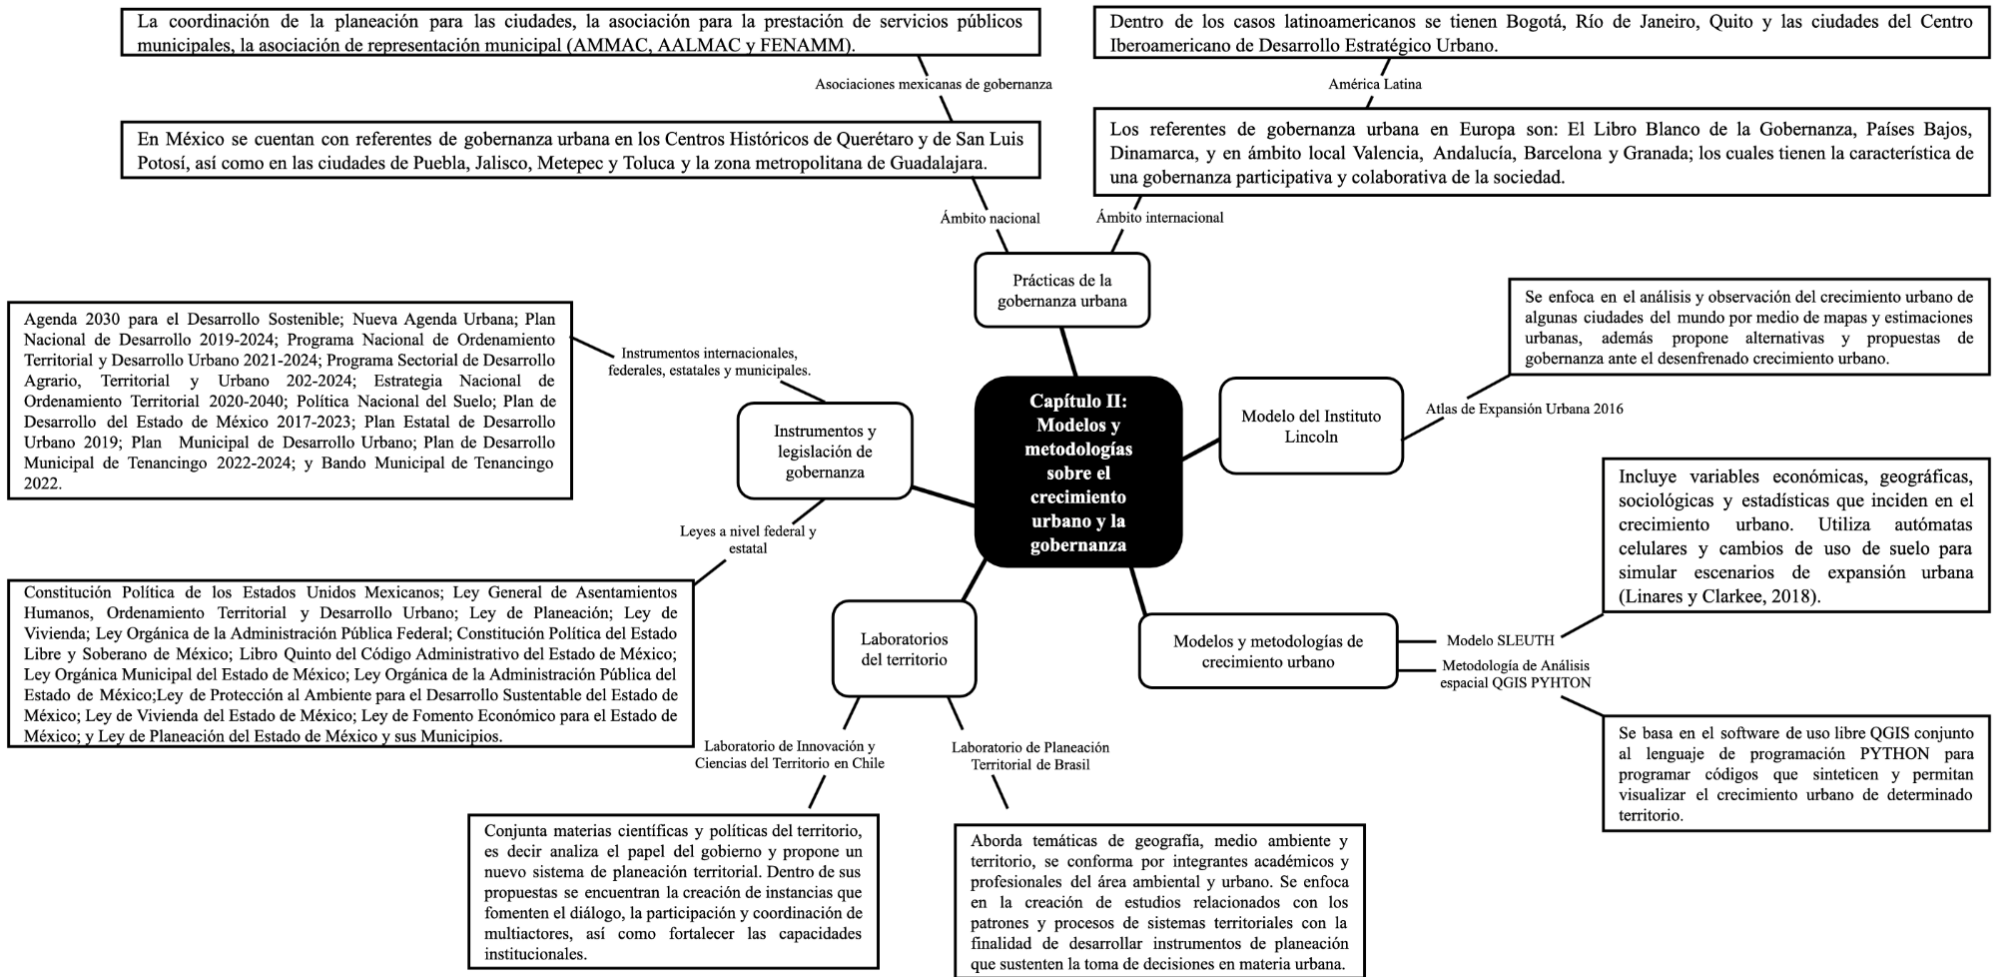 La coordinación de la planeación para las ciudades, la asociación para la prestación de servicios públicos
municipales, la asociación de representación municipal (AMMAC, AALMAC y FENAMM).
Asociaciones mexicanas de gobernanza
En México se cuentan con referentes de gobernanza urbana en los Centros Históricos de Querétaro y de San Luis
Potosí, así como en las ciudades de Puebla, Jalisco, Metepec y Toluca y la zona metropolitana de Guadalajara.
Ámbito nacional
Dentro de los casos latinoamericanos se tienen Bogotá, Río de Janeiro, Quito y las ciudades del Centro
Iberoamericano de Desarrollo Estratégico Urbano.
América Latina
Los referentes de gobernanza urbana en Europa son: El Libro Blanco de la Gobernanza, Países Bajos,
Dinamarca, y en ámbito local Valencia, Andalucía, Barcelona y Granada; los cuales tienen la característica de
una gobernanza participativa y colaborativa de la sociedad.
Ámbito internacional
Prácticas de la
gobernanza urbana
Agenda 2030 para el Desarrollo Sostenible; Nueva Agenda Urbana; Plan
Nacional de Desarrollo 2019-2024; Programa Nacional de Ordenamiento
Territorial y Desarrollo Urbano 2021-2024; Programa Sectorial de Desarrollo
Agrario, Territorial y Urbano 202-2024; Estrategia Nacional de
Ordenamiento Territorial 2020-2040; Política Nacional del Suelo; Plan de
Desarrollo del Estado de México 2017-2023; Plan Estatal de Desarrollo
Urbano 2019; Plan Municipal de Desarrollo Urbano; Plan de Desarrollo
Municipal de Tenancingo 2022-2024; y Bando Municipal de Tenancingo
2022.
Instrumentos internacionales,
federales, estatales y municipales.
Instrumentos y
legislación de
gobernanza
Leyes a nivel federal y
estatal
Constitución Política de los Estados Unidos Mexicanos; Ley General de Asentamientos
Humanos, Ordenamiento Territorial y Desarrollo Urbano; Ley de Planeación; Ley de
Vivienda; Ley Orgánica de la Administración Pública Federal; Constitución Política del Estado
Libre y Soberano de México; Libro Quinto del Código Administrativo del Estado de México;
Ley Orgánica Municipal del Estado de México; Ley Orgánica de la Administración Pública del
Estado de México;Ley de Protección al Ambiente para el Desarrollo Sustentable del Estado de
México; Ley de Vivienda del Estado de México; Ley de Fomento Económico para el Estado de
México; y Ley de Planeación del Estado de México y sus Municipios.
Capítulo II:
Modelos y
metodologías
sobre el
crecimiento
urbano y la
gobernanza
Modelo del Instituto
Lincoln
Atlas de Expansión Urbana 2016
Se enfoca en el análisis y observación del crecimiento urbano de
algunas ciudades del mundo por medio de mapas y estimaciones
urbanas, además propone alternativas y propuestas de
gobernanza ante el desenfrenado crecimiento urbano.
Modelos y metodologías de
crecimiento urbano
Modelo SLEUTH
Incluye variables económicas, geográficas,
sociológicas y estadísticas que inciden en el
crecimiento urbano. Utiliza autómatas
celulares y cambios de uso de suelo para
simular escenarios de expansión urbana
(Linares y Clarkee, 2018).
Metodología de Análisis
espacial QGIS PYHTON
Se basa en el software de uso libre QGIS conjunto
al lenguaje de programación PYTHON para
programar códigos que sinteticen y permitan
visualizar el crecimiento urbano de determinado
territorio.
Laboratorios
del territorio
Laboratorio de Innovación y
Ciencias del Territorio en Chile
Conjunta materias científicas y políticas del territorio,
es decir analiza el papel del gobierno y propone un
nuevo sistema de planeación territorial. Dentro de sus
propuestas se encuentran la creación de instancias que
fomenten el diálogo, la participación y coordinación de
multiactores, así como fortalecer las capacidades
institucionales.
Laboratorio de Planeación
Territorial de Brasil
Aborda temáticas de geografía, medio ambiente y
territorio, se conforma por integrantes académicos y
profesionales del área ambiental y urbano. Se enfoca
en la creación de estudios relacionados con los
patrones y procesos de sistemas territoriales con la
finalidad de desarrollar instrumentos de planeación
que sustenten la toma de decisiones en materia urbana.